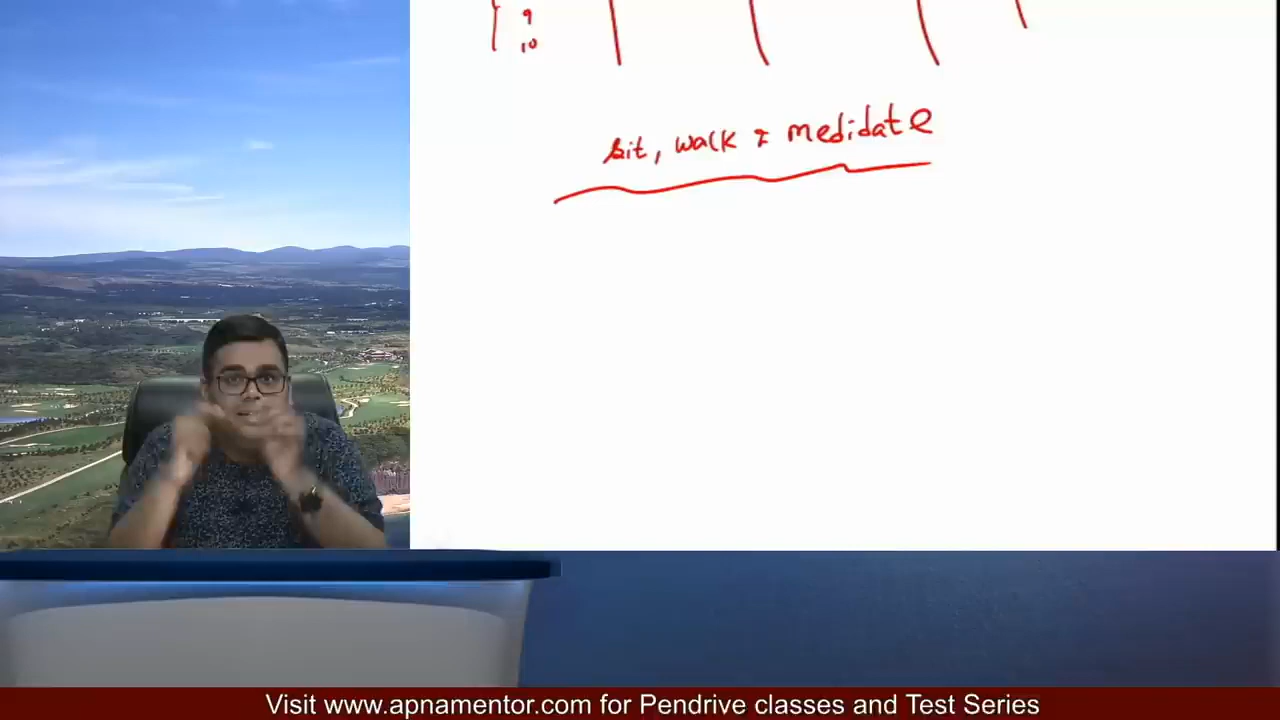 9
10
sit, walk & medidate
Visit www.apnamentor.com for Pendrive classes and Test Series